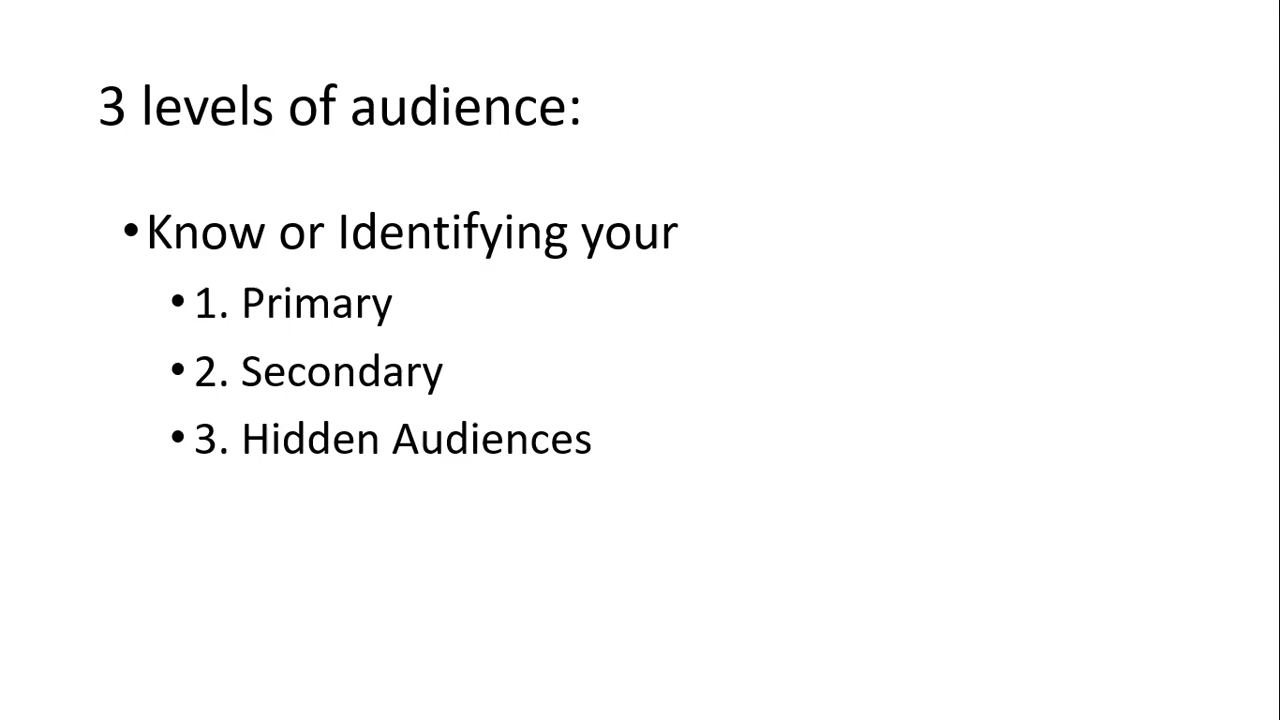 3 levels of audience:
•Know or Identifying your
•1. Primary
•2. Secondary
•3. Hidden Audiences